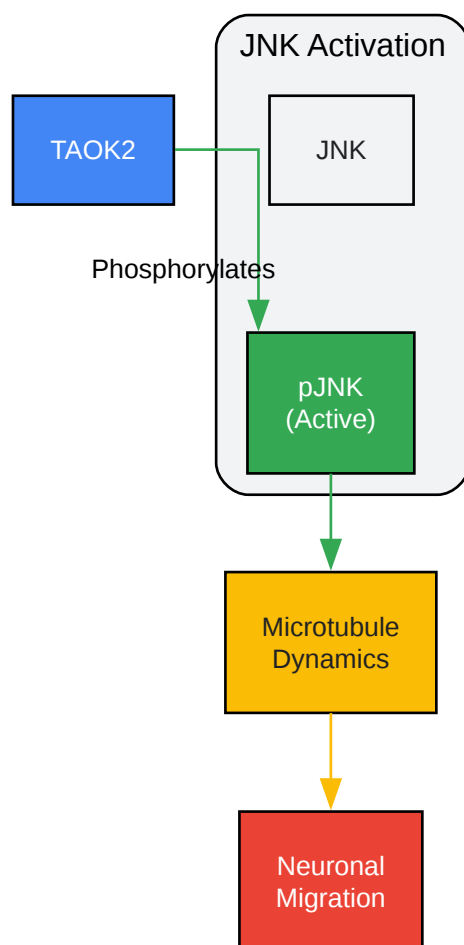 JNK Activation
TAOK2
JNK
Phosphorylates
pJNK
(Active)
Microtubule
Dynamics
Neuronal
Migration